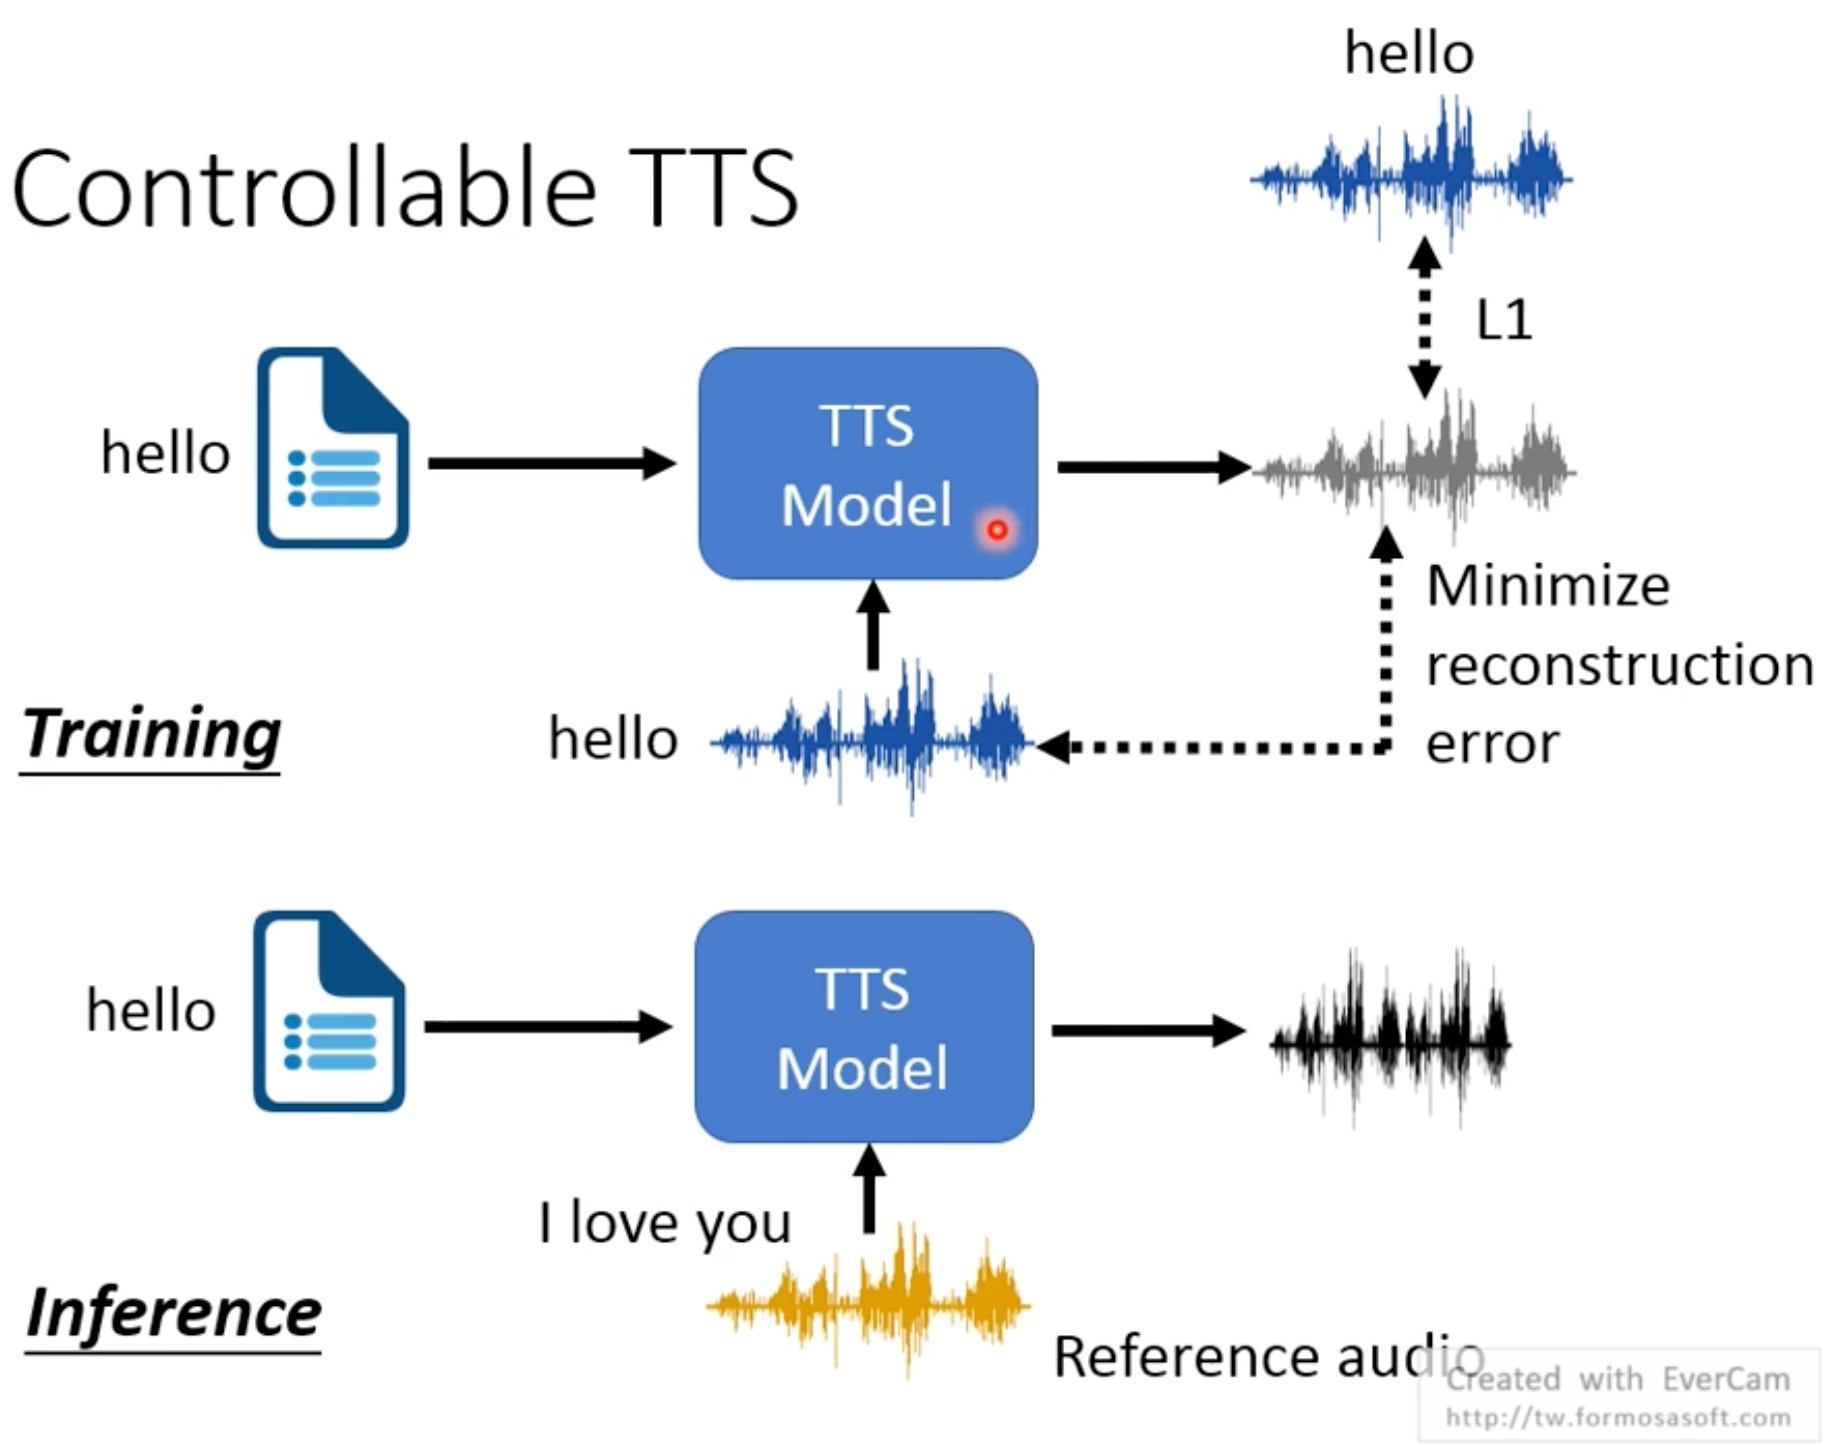 hello
Controllable TTS
L1
hello
TTS
Model
Minimize
reconstruction
error
Training
hello
hello
TTS
Model
I love you
Inference
Reference audio
Created with EverCam
http://tw.formosasoft.com